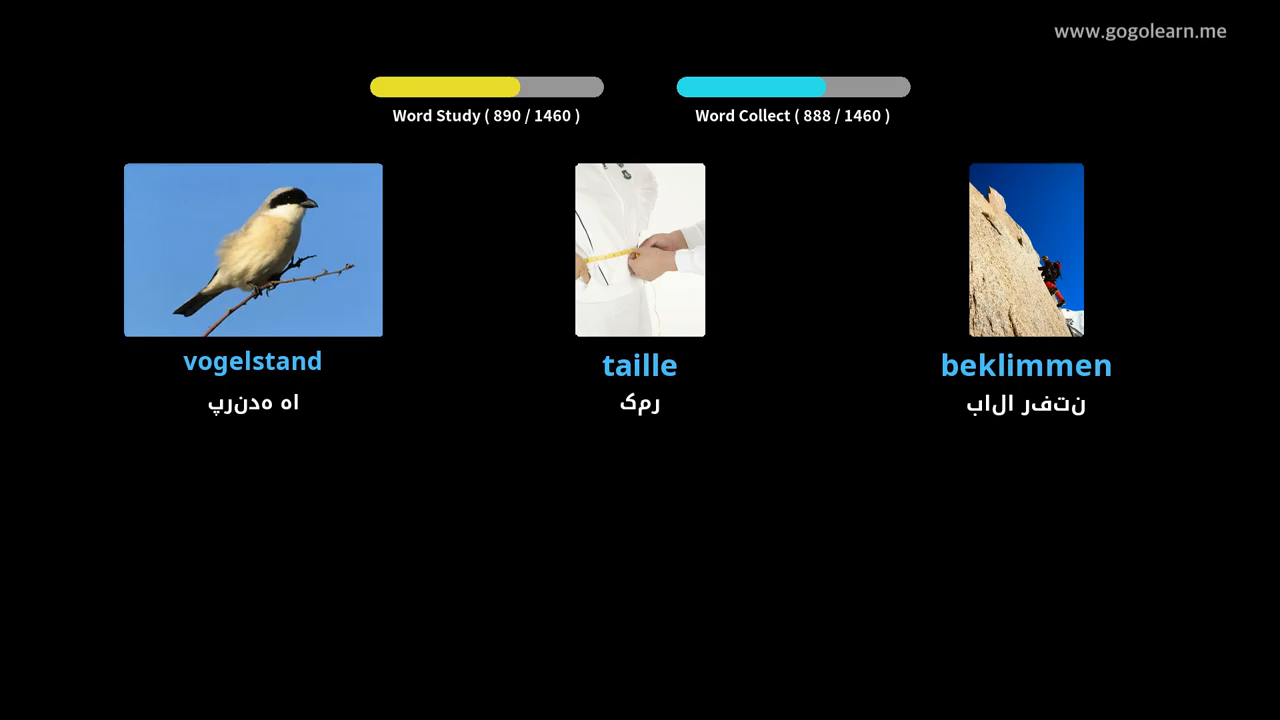 www.gogolearn.me
Word Study ( 890 / 1460 )
Word Collect ( 888 / 1460 )
vogelstand
اه هدنرپ
taille
رمک
beklimmen
نتفر الاب